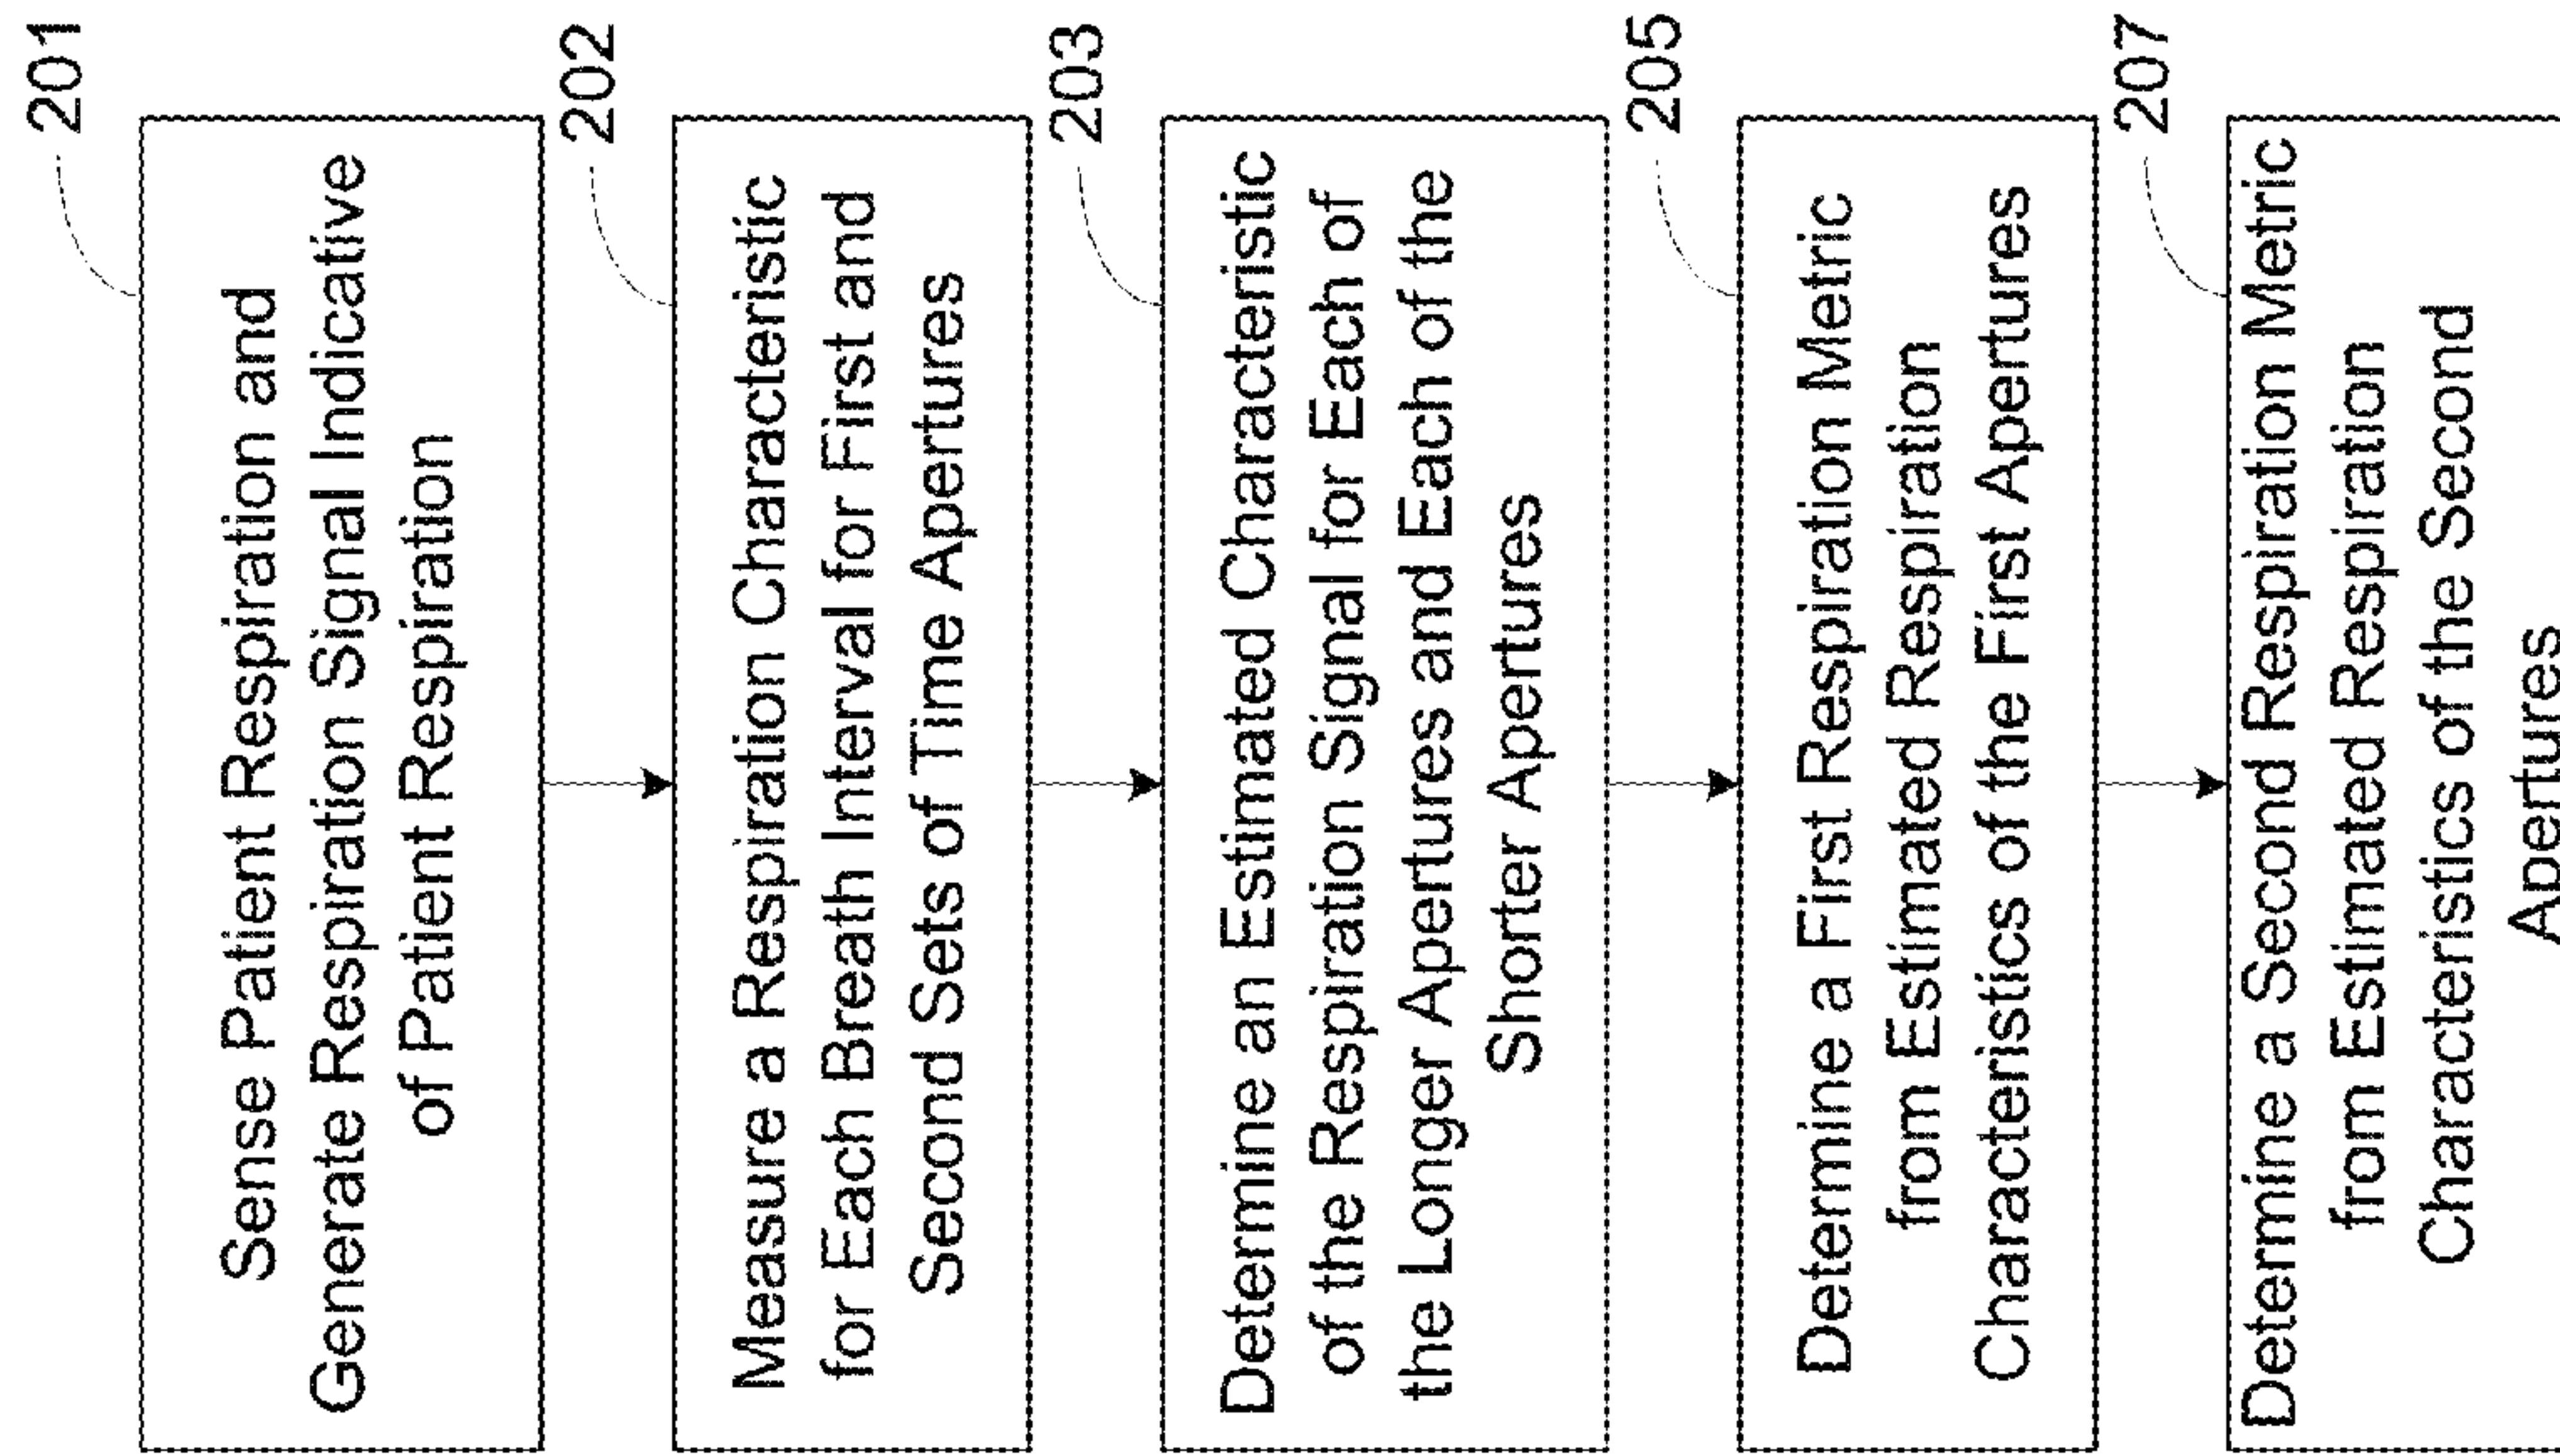 201
Sense Patient Respiration and
Generate Respiration Signal Indicative
of Patient Respiration
202
Measure a Respiration Characteristic
for Each Breath Interval for First and
Second Sets of Time Apertures
203
Determine an Estimated Characteristic
of the Respiration Signal for Each of
the Longer Apertures and Each of the
Shorter Apertures
205
Determine a First Respiration Metric
from Estimated Respiration
Characteristics of the First Apertures
207
Determine a Second Respiration Metric
from Estimated Respiration
Characteristics of the Second
Apertures